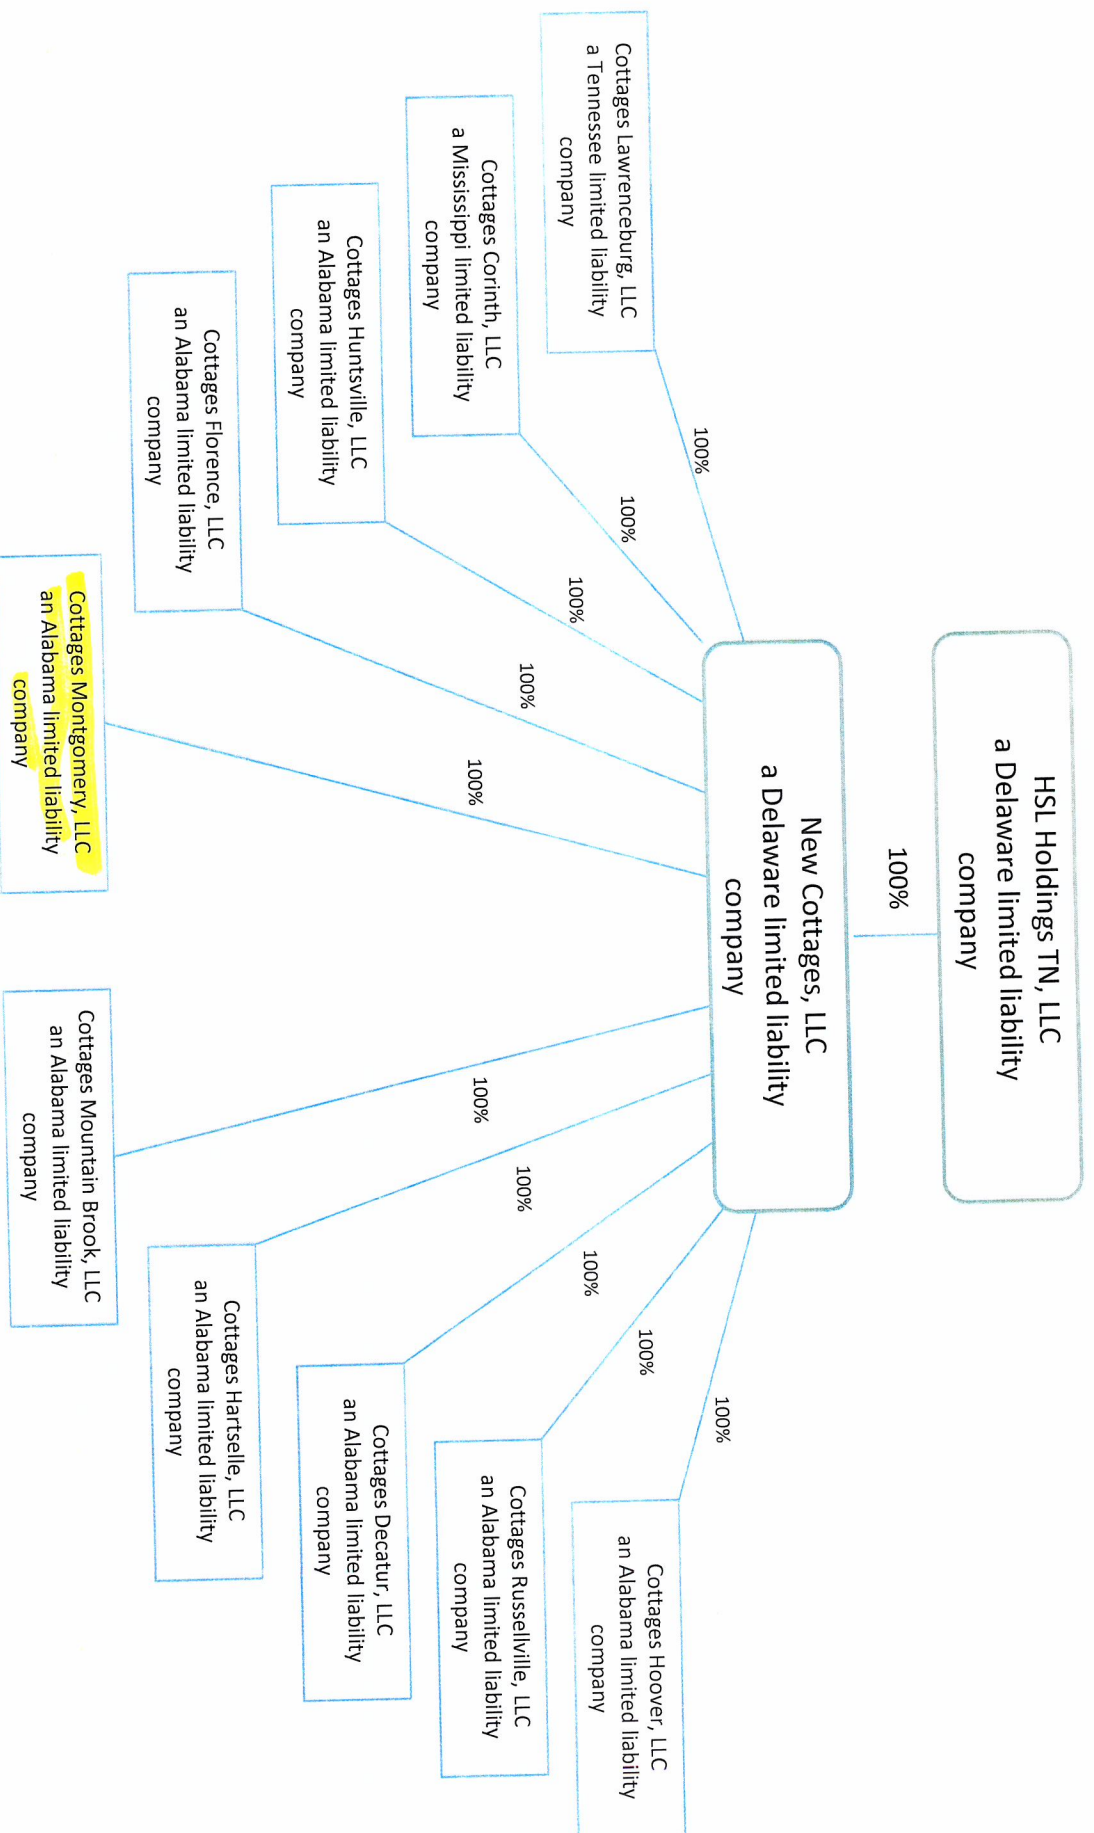 HSL Holdings TN, LLC
a Delaware limited liability
company
100%
New Cottages, LLC
a Delaware limited liability
company
100%
Cottages Lawrenceburg, LLC
a Tennessee limited liability
company
100%
Cottages Corinth, LLC
a Mississippi limited liability
company
100%
Cottages Huntsville, LLC
an Alabama limited liability
company
100%
Cottages Florence, LLC
an Alabama limited liability
company
100%
Cottages Montgomery, LLC
an Alabama limited liability
company
100%
Cottages Mountain Brook, LLC
an Alabama limited liability
company
100%
Cottages Hartselle, LLC
an Alabama limited liability
company
100%
Cottages Decatur, LLC
an Alabama limited liability
company
100%
Cottages Russellville, LLC
an Alabama limited liability
company
100%
Cottages Hoover, LLC
an Alabama limited liability
company